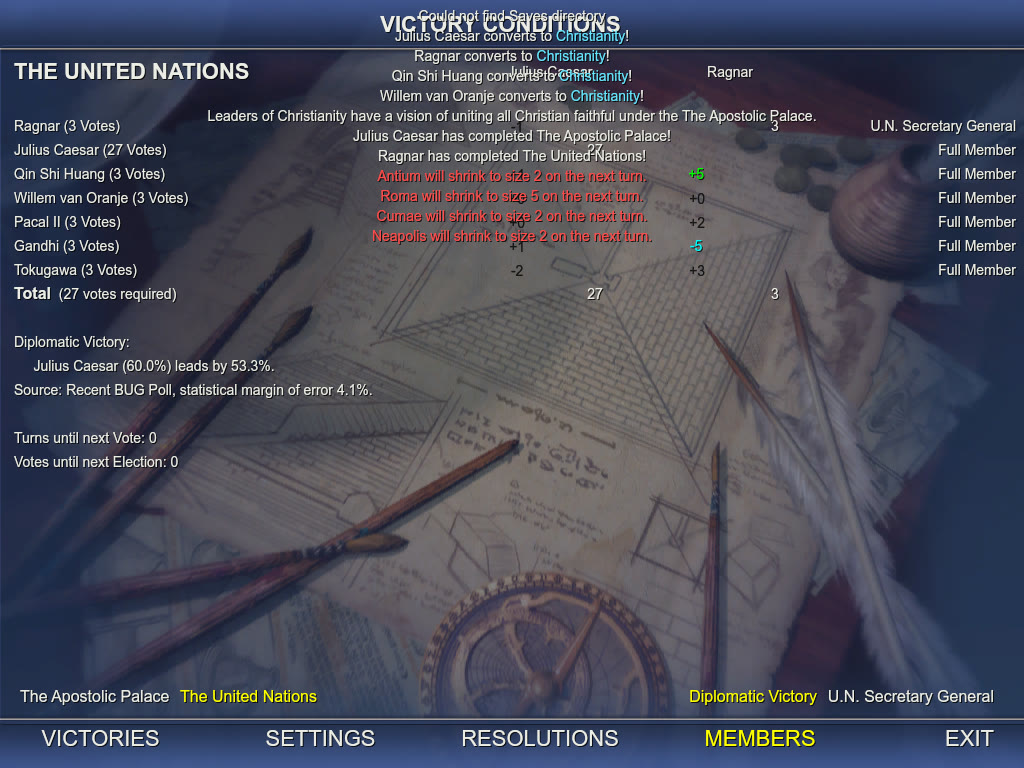 Could not find Saves directory
VICTORY CONDITIONS
Julius Caesar converts to Christianity!
Ragnar converts to Christianity!
THE UNITED NATIONS
Julius Caesar
Ragnar
Qin Shi Huang converts to Christianity!
Willem van Oranje converts to Christianity!
Leaders of Christianity have a vision of uniting all Christian faithful under the The Apostolic Palace.
Ragnar (3 Votes) -1 3 U.N. Secretary General
Julius Caesar has completed The Apostolic Palace!
Julius Caesar (27 Votes) 27 Full Member
Ragnar has completed The United Nations!
Qin Shi Huang (3 Votes) +5 Full Member
Antium will shrink to size 2 on the next turn.
Willem van Oranje (3 Votes) +0 Full Member
Roma will shrink to size 5 on the next turn.
Pacal II (3 Votes) +0 +2 Full Member
Cumae will shrink to size 2 on the next turn.
Neapolis will shrink to size 2 on the next turn.
Gandhi (3 Votes) +1 -5 Full Member
Tokugawa (3 Votes) -2 +3 Full Member
Total (27 votes required) 27 3
Diplomatic Victory:
Julius Caesar (60.0%) leads by 53.3%.
Source: Recent BUG Poll, statistical margin of error 4.1%.
Turns until next Vote: 0
Votes until next Election: 0
The Apostolic Palace The United Nations Diplomatic Victory U.N. Secretary General
VICTORIES SETTINGS RESOLUTIONS MEMBERS EXIT